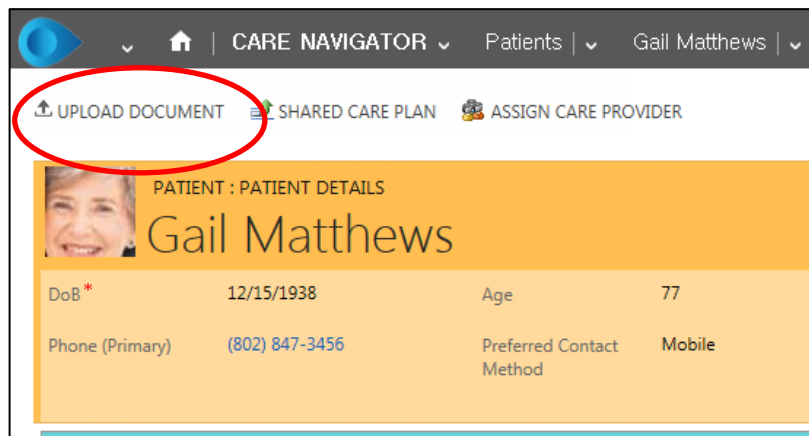 CARE NAVIGATOR Patients | Gail Matthews |
UPLOAD DOCUMENT SHARED CARE PLAN ASSIGN CARE PROVIDER
PATIENT : PATIENT DETAILS
Gail Matthews
DoB* 12/15/1938 Age 77
Phone (Primary) (802) 847-3456 Preferred Contact Mobile
Method